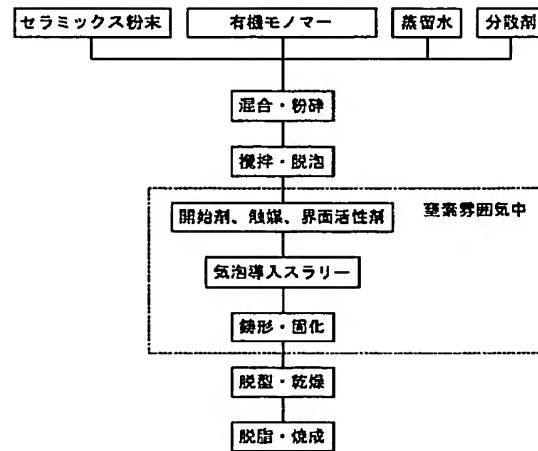 セラミックス粉末 有機モノマー 蒸留水 分散剤
混合・粉砕
攪拌・脱泡
窒素雰囲気中
開始剤、触媒、界面活性剤
気泡導入スラリー
鋳形・固化
脱型・乾燥
脱脂・焼成